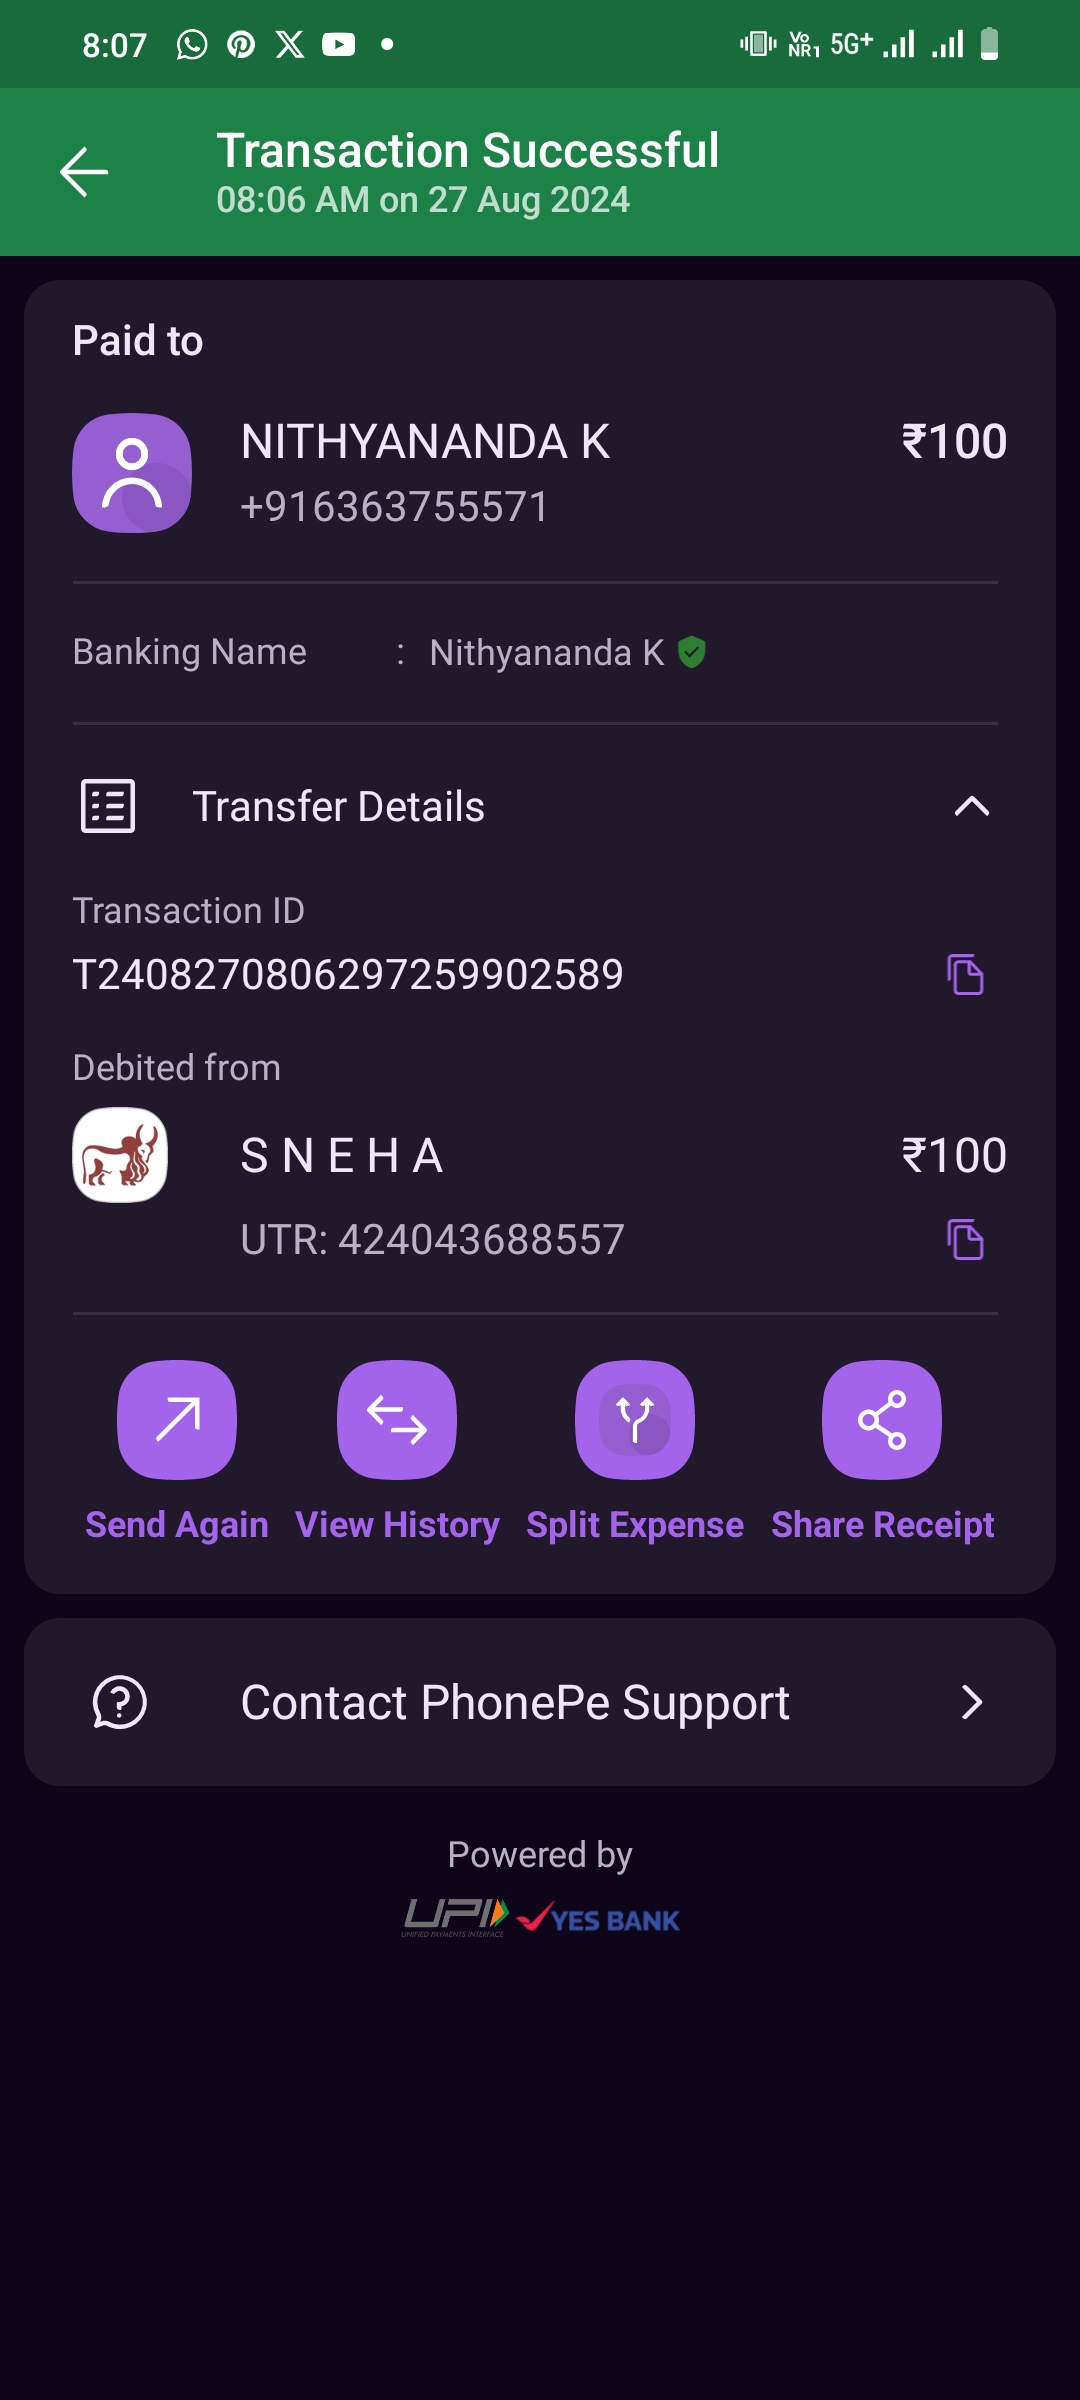 8:07 Vo NR1 5G+
Transaction Successful
08:06 AM on 27 Aug 2024
Paid to
NITHYANANDA K ₹100
+916363755571
Banking Name : Nithyananda K
Transfer Details
Transaction ID
T2408270806297259902589
Debited from
S N E H A ₹100
UTR: 424043688557
Send Again View History Split Expense Share Receipt
Contact PhonePe Support
Powered by
UPI YES BANK
UNIFIED PAYMENTS INTERFACE